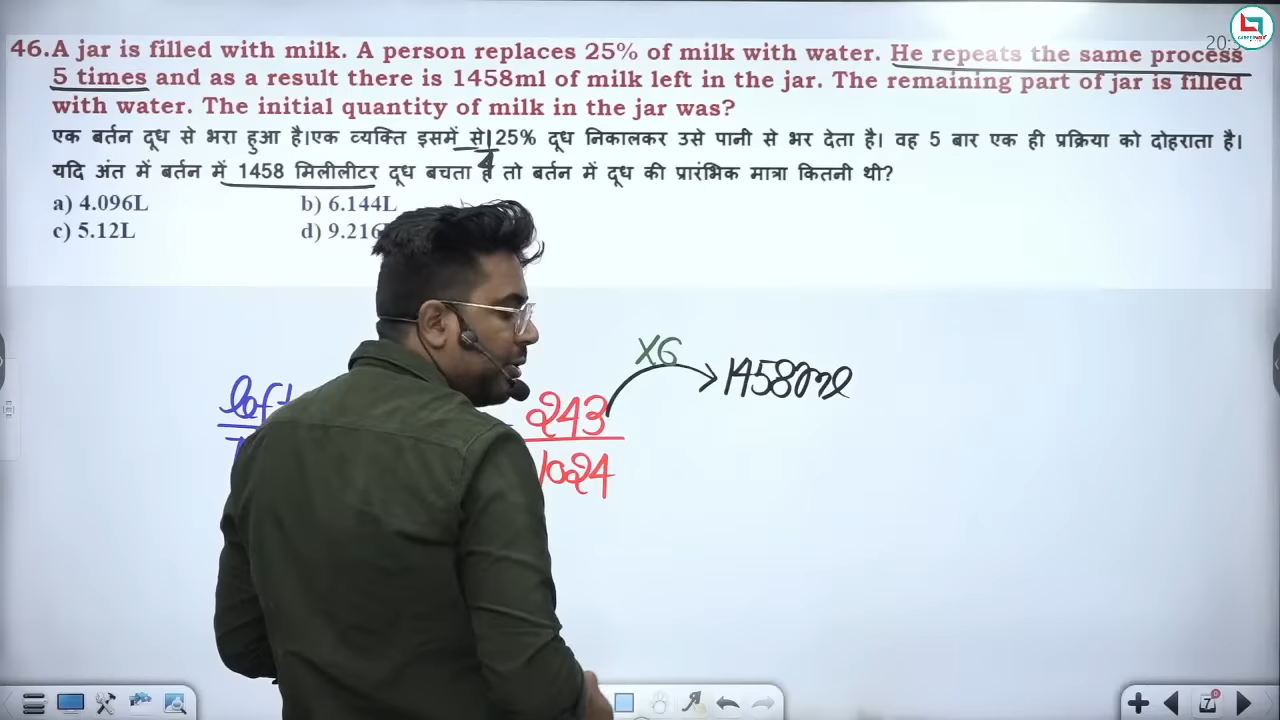 46.A jar is filled with milk. A person replaces 25% of milk with water. He repeats the same process
5 times and as a result there is 1458ml of milk left in the jar. The remaining part of jar is filled
with water. The initial quantity of milk in the jar was?
एक बर्तन दूध से भरा हुआ है।एक व्यक्ति इसमें से 25% दूध निकालकर उसे पानी से भर देता है। वह 5 बार एक ही प्रक्रिया को दोहराता है।
यदि अंत में बर्तन में 1458 मिलीलीटर दूध बचता है तो बर्तन में दूध की प्रारंभिक मात्रा कितनी थी?
a) 4.096L b) 6.144L
c) 5.12L d) 9.216
X6
1458ml
left
243
1024